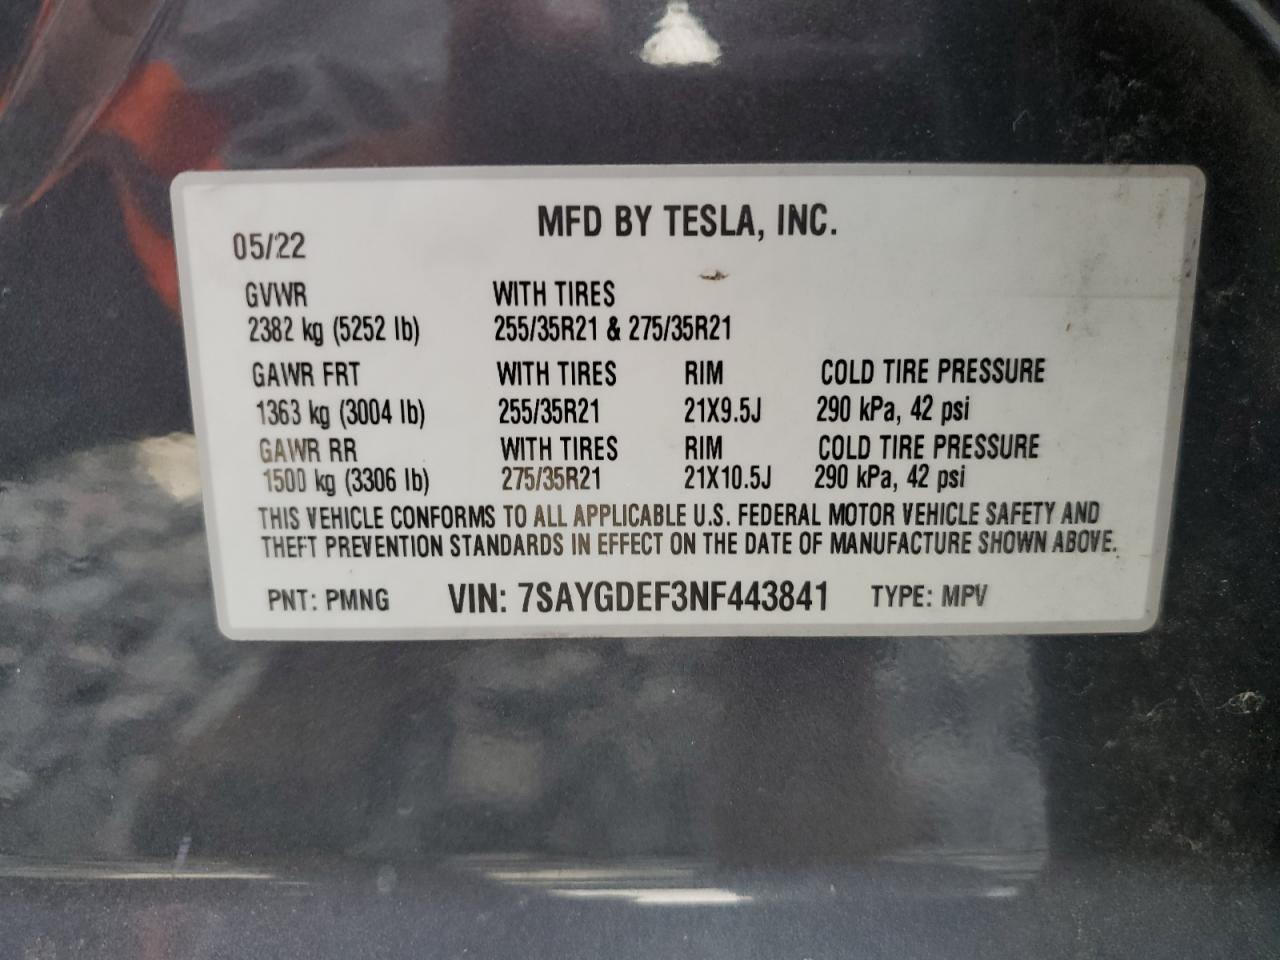 MFD BY TESLA, INC.
05/22
GVWR WITH TIRES
2382 kg (5252 lb) 255/35R21 & 275/35R21
GAWR FRT WITH TIRES RIM COLD TIRE PRESSURE
1363 kg (3004 lb) 255/35R21 21X9.5J 290 kPa, 42 psi
GAWR RR WITH TIRES RIM COLD TIRE PRESSURE
1500 kg (3306 lb) 275/35R21 21X10.5J 290 kPa, 42 psi
THIS VEHICLE CONFORMS TO ALL APPLICABLE U.S. FEDERAL MOTOR VEHICLE SAFETY AND
THEFT PREVENTION STANDARDS IN EFFECT ON THE DATE OF MANUFACTURE SHOWN ABOVE.
PNT: PMNG VIN: 7SAYGDEF3NF443841 TYPE: MPV